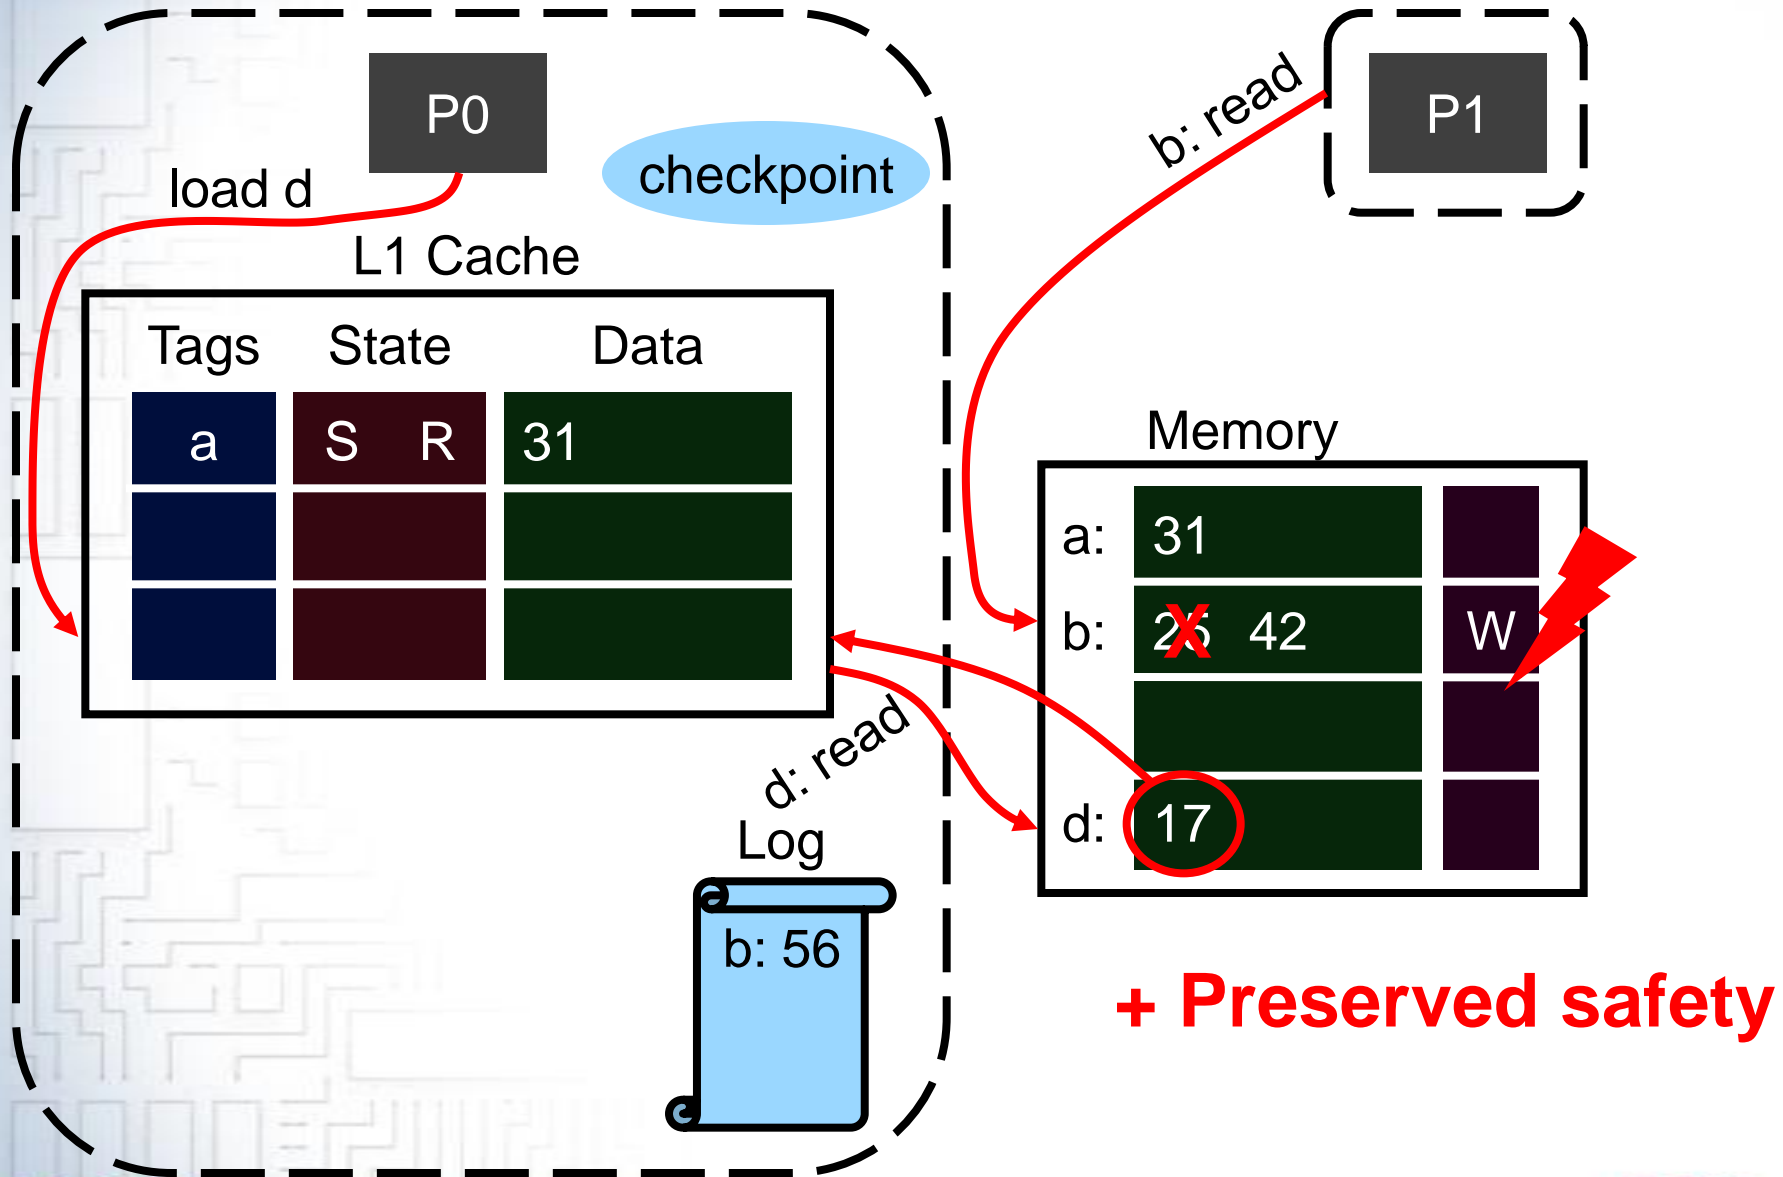 P0
P1
b: read
checkpoint
load d
L1 Cache
Tags State Data
a S R 31
Memory
a: 31
b: 25 X 42 W
d: read
d: 17
Log
b: 56
+ Preserved safety